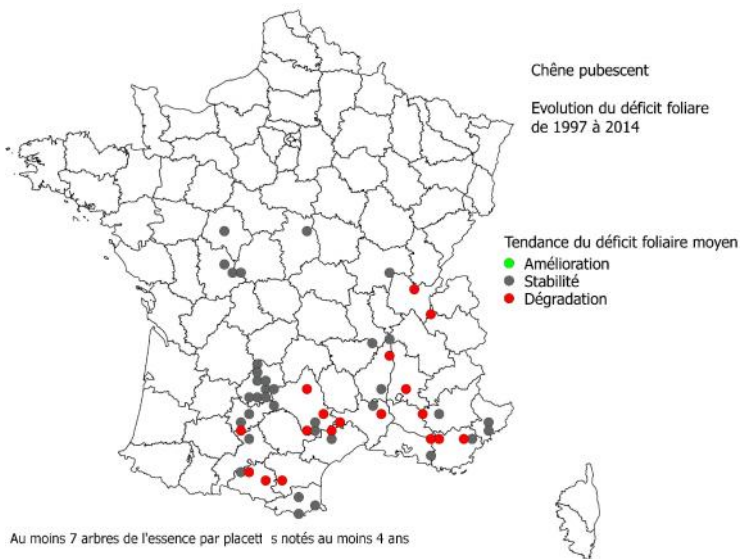 Chêne pubescent
Evolution du déficit foliare
de 1997 à 2014
Tendance du déficit foliaire moyen
Amélioration
Stabilité
Dégradation
Au moins 7 arbres de l'essence par placett s notés au moins 4 ans